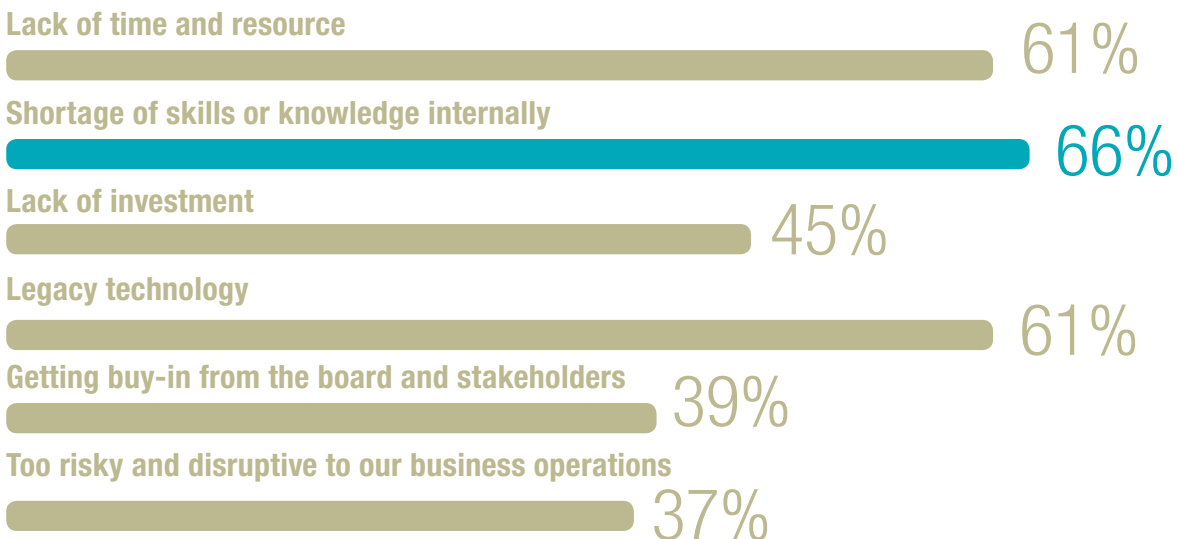 Lack of time and resource
61%
Shortage of skills or knowledge internally
66%
Lack of investment
45%
Legacy technology
61%
Getting buy-in from the board and stakeholders
39%
Too risky and disruptive to our business operations
37%